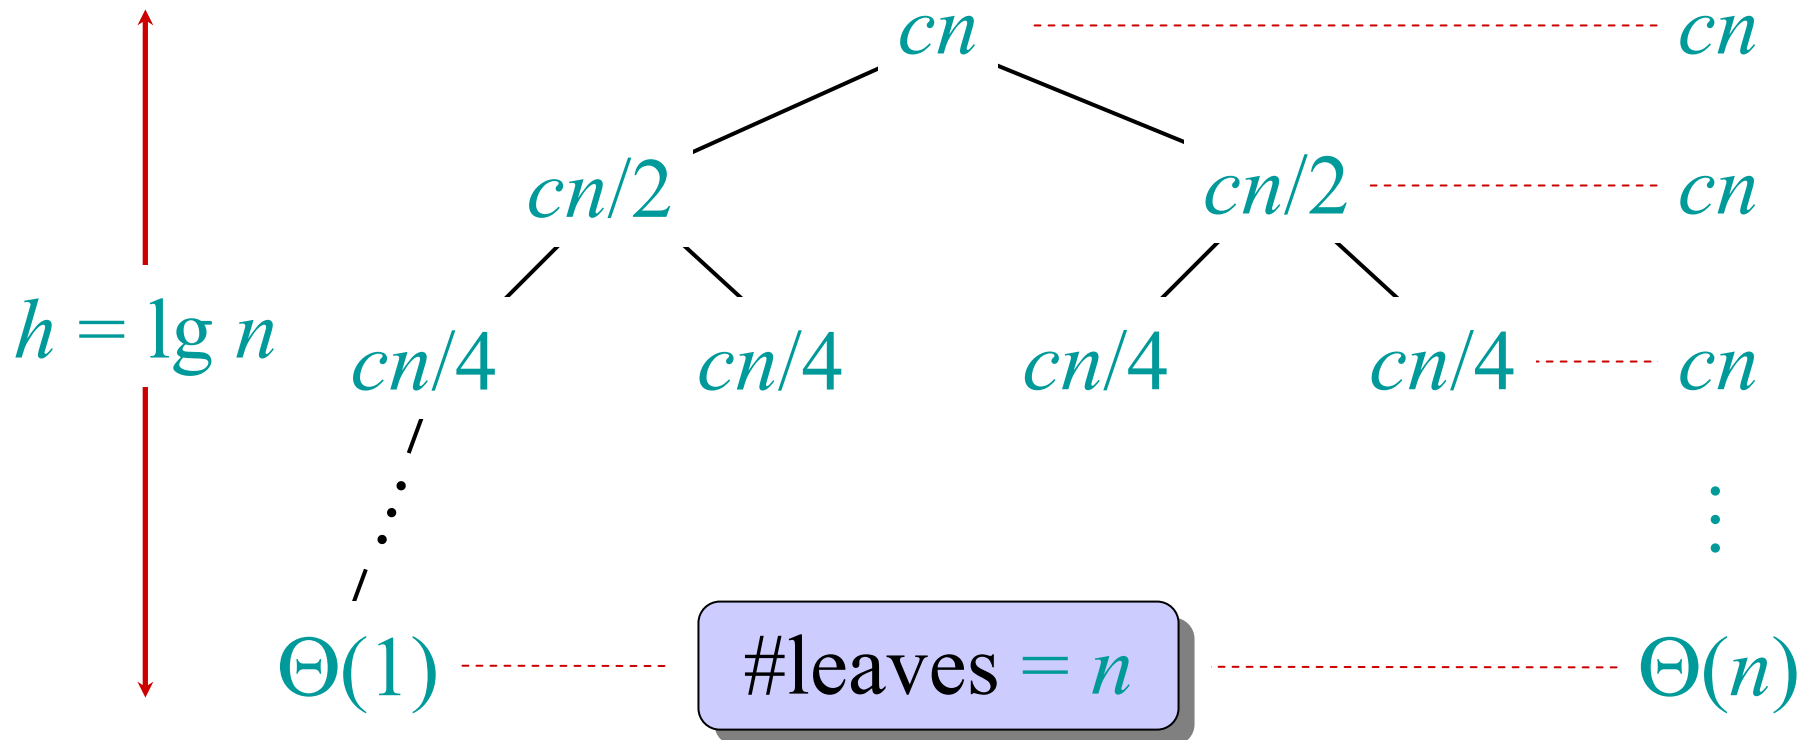 cn cn
cn/2 cn/2 cn
h = lg n cn/4 cn/4 cn/4 cn/4 cn
Θ(1) #leaves = n Θ(n)